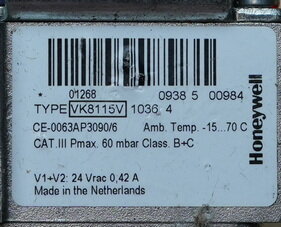 * *
01268 0938 5 00984
TYPE VK8115V 1036 4
CE-0063AP3090/6 Amb. Temp. -15...70 C
CAT.III Pmax. 60 mbar Class. B+C
V1+V2: 24 Vrac 0,42 A
Made in the Netherlands
Honeywell